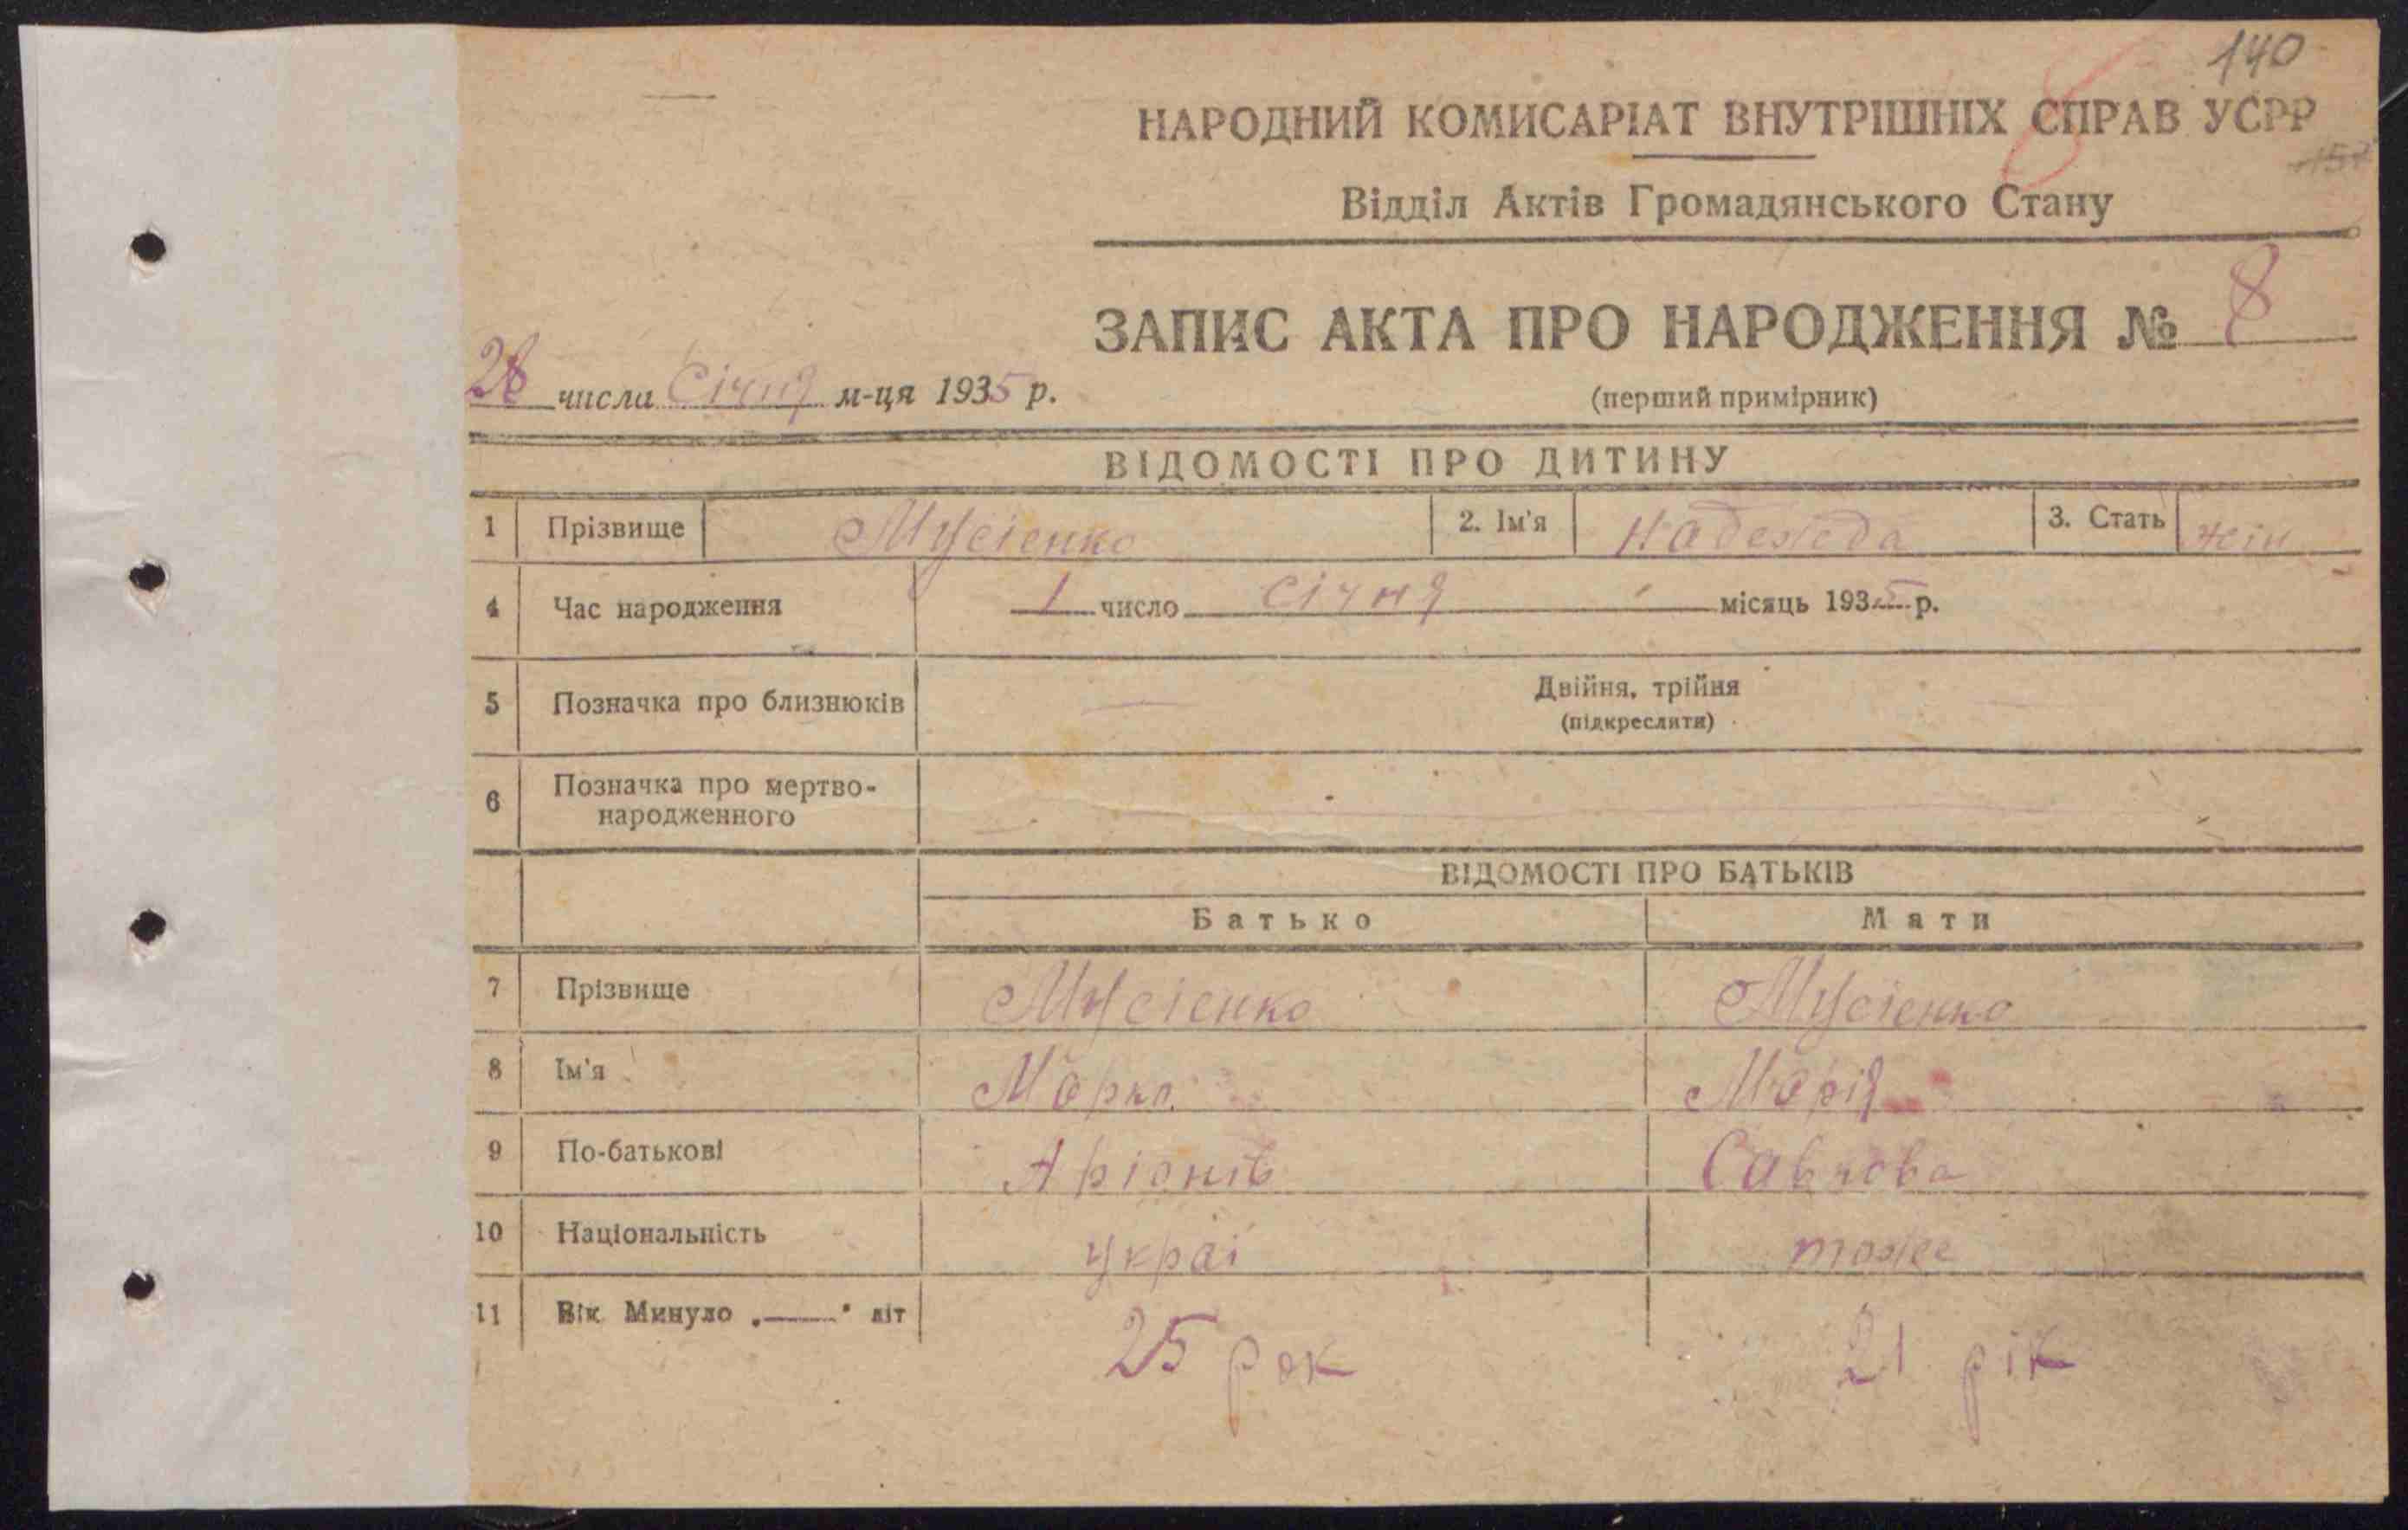 140
НАРОДНИЙ КОМИСАРІАТ ВНУТРІШНІХ СПРАВ УСРР
Відділ Актів Громадянського Стану
ЗАПИС АКТА ПРО НАРОДЖЕННЯ № 8
28 числа Січня м-ця 1935 р.
(перший примірник)
ВІДОМОСТІ ПРО ДИТИНУ
1 Прізвище Мусієнко 2. Ім'я Надежда 3. Стать жін
4 Час народження 1 число січня місяць 1935 р.
5 Позначка про близнюків Двійня, трійня
(підкреслити)
6 Позначка про мертво-
народженного
ВІДОМОСТІ ПРО БАТЬКІВ
Батько Мати
7 Прізвище Мусієнко Мусієнко
8 Ім'я Марко Марія
9 По-батькові Савкова
10 Національність украі тоже
11 Вік Минуло „—" літ 25 рок 21 рік